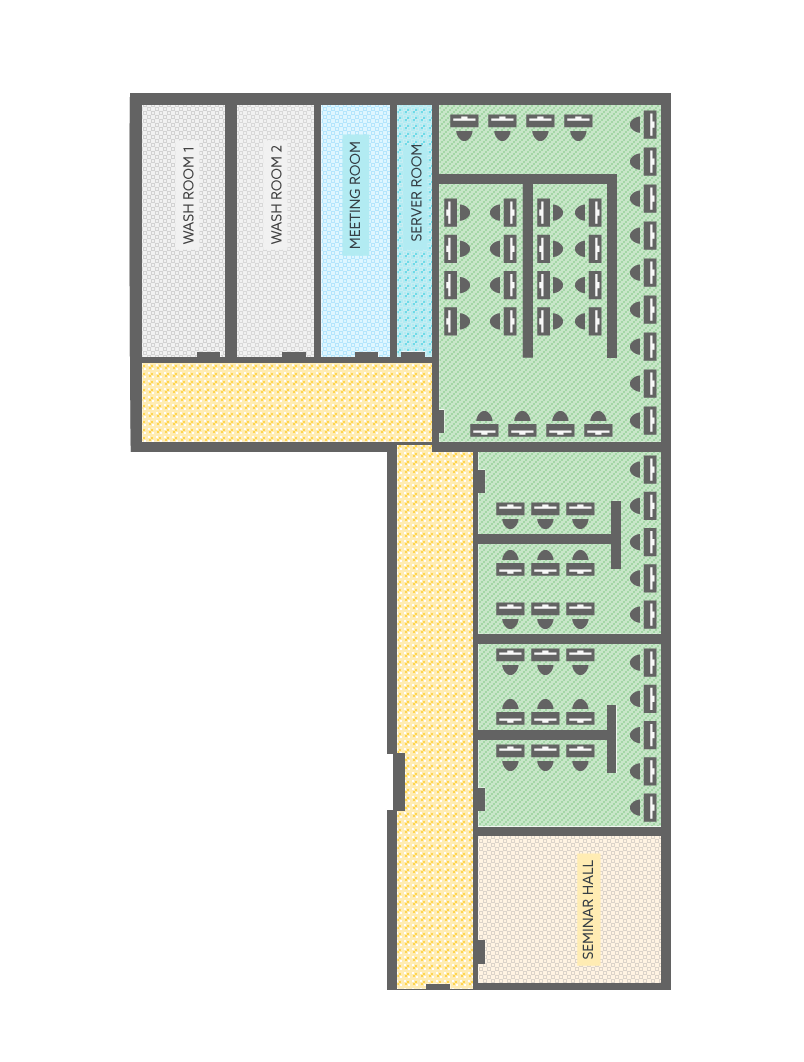 WASH ROOM 1
WASH ROOM 2
MEETING ROOM
SERVER ROOM
SEMINAR HALL